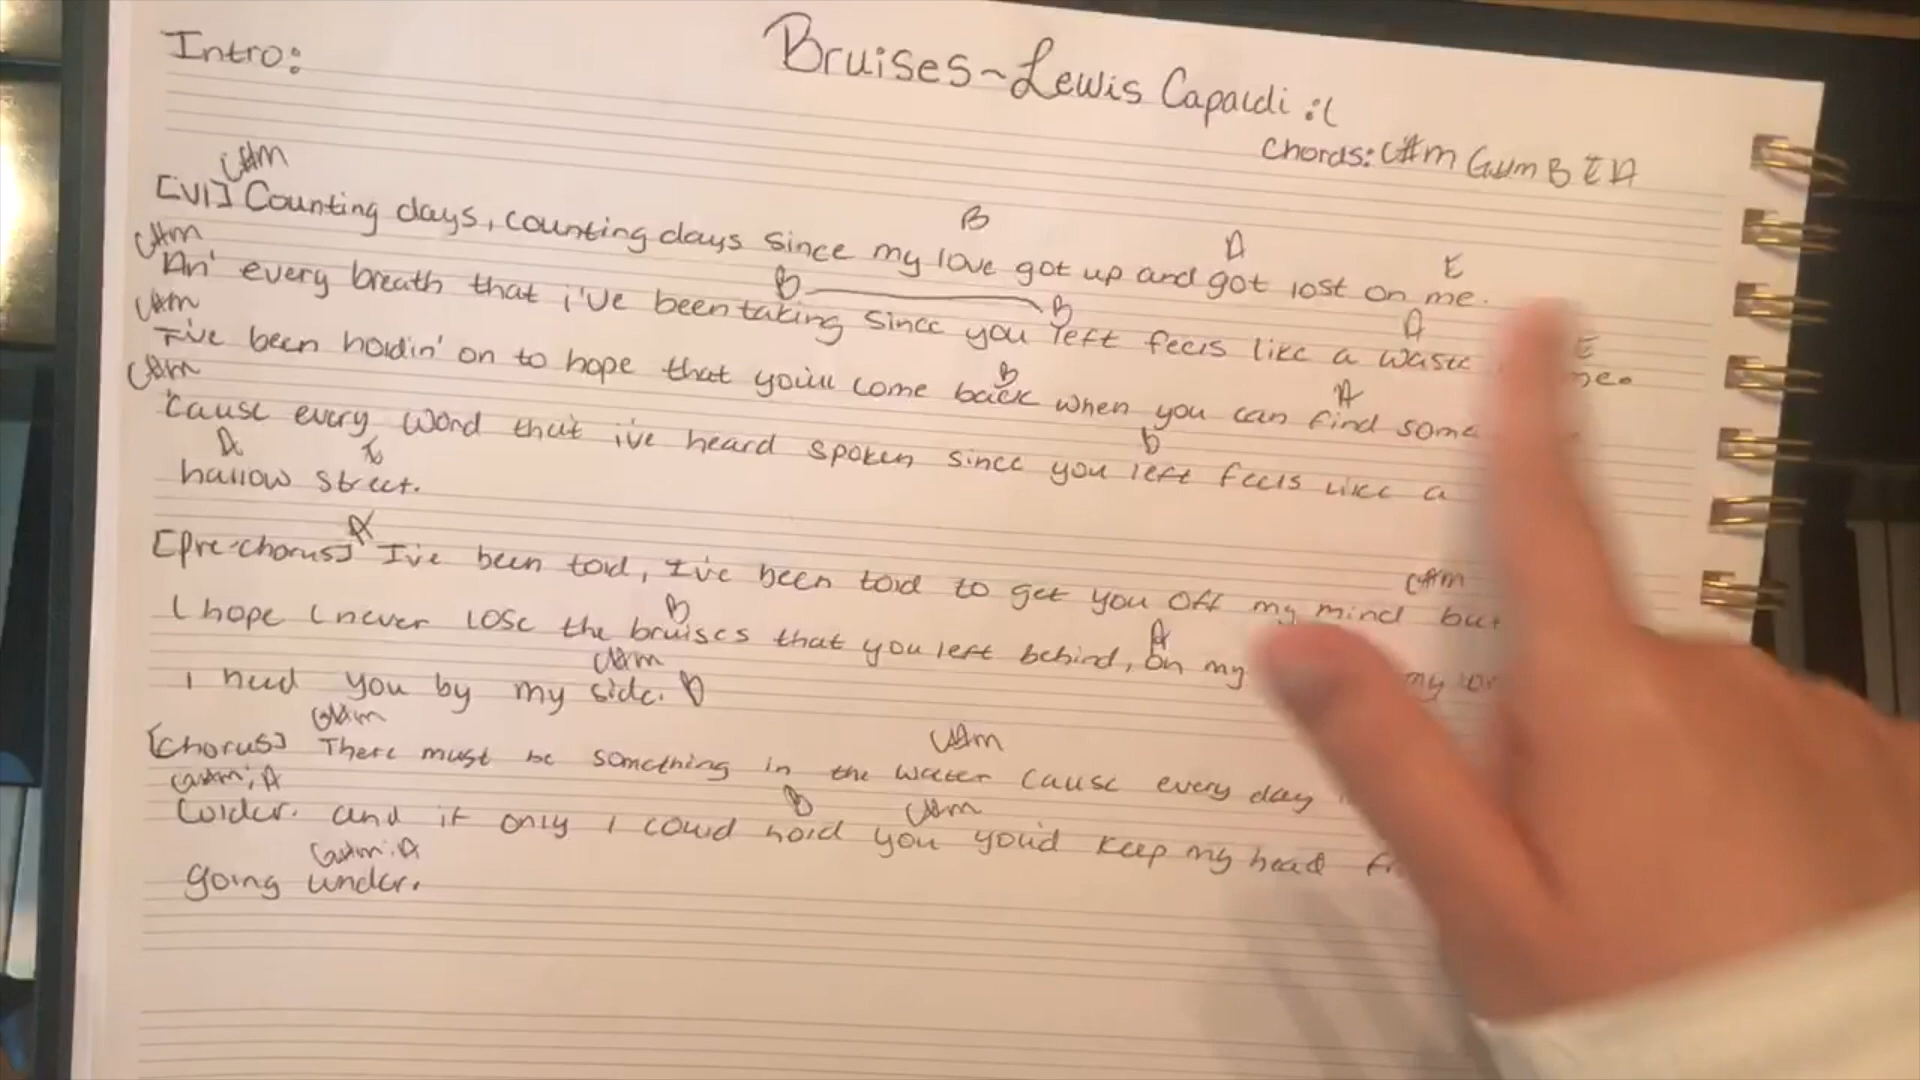 Intro:
Bruises~Lewis Capaldi :(
Chords: C#m G#m B E A
C#m
[V1] Counting days, counting days since my love got up and got lost on me.
B A E
C#m
An' every breath that i've been taking since you left feels like a waste
B B A E
C#m
I've been holdin' on to hope that you'll come back when you can find some
B A
C#m
'cause every word that i've heard spoken since you left feels like a
B
A E
hallow street.
A
[pre-chorus] I've been told, I've been told to get you off my mind but
C#m
I hope I never lose the bruises that you left behind, on my my
B A
I need you by my side. B
C#m
[chorus] There must be something in the water cause every day
G#m C#m
G#m, A
Colder. and if only I could hold you you'd keep my head
B C#m
G#m, A
going under.